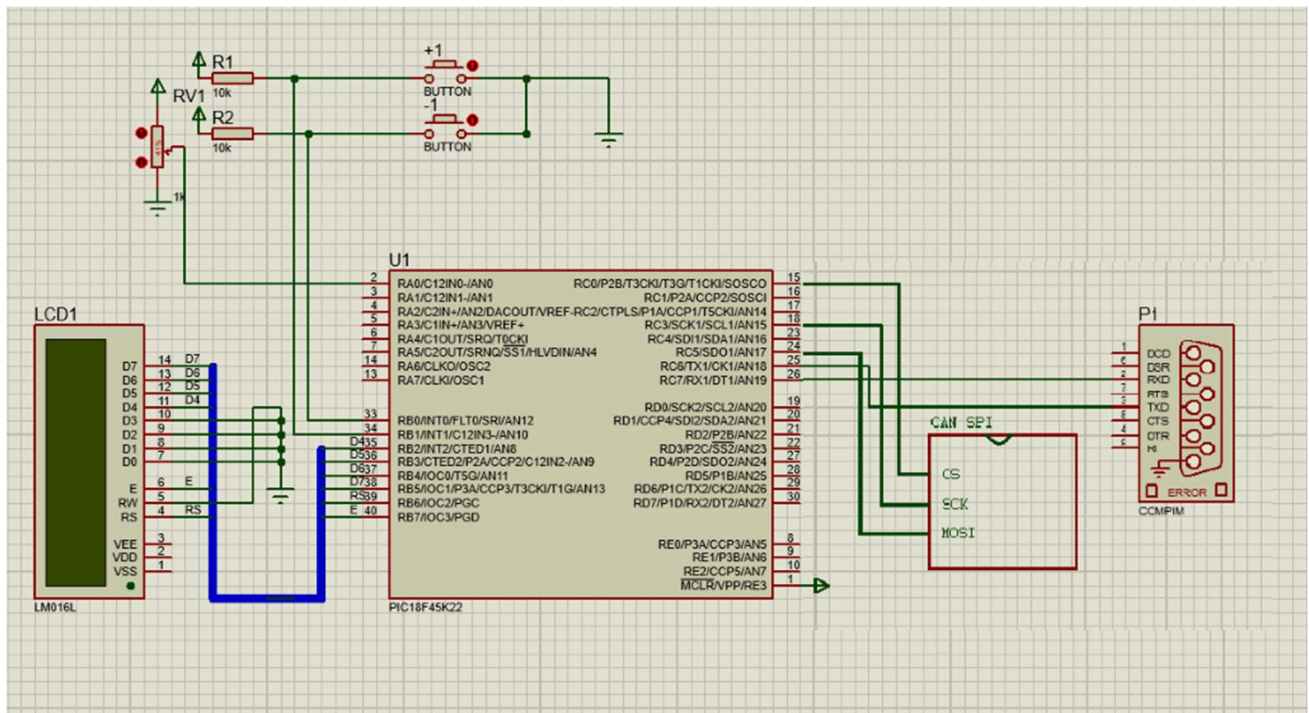 R1
10k
RV1
R2
10k
1k
+1
BUTTON
-1
BUTTON
LCD1
D7
D6
D5
D4
D3
D2
D1
D0
E
RW
RS
VEE
VDD
VSS
14
13
12
11
10
9
8
7
6
5
4
3
2
1
D7
D6
D5
D4
E
RS
LM016L
U1
2 RA0/C12IN0-/AN0
3 RA1/C12IN1-/AN1
4 RA2/C2IN+/AN2/DACOUT/VREF-
5 RA3/C1IN+/AN3/VREF+
6 RA4/C1OUT/SRQ/T0CKI
7 RA5/C2OUT/SRNQ/SS1/HLVDIN/AN4
14 RA6/CLKO/OSC2
13 RA7/CLKI/OSC1
33 RB0/INT0/FLT0/SRI/AN12
34 RB1/INT1/C12IN3-/AN10
D4 35 RB2/INT2/CTED1/AN8
D5 36 RB3/CTED2/P2A/CCP2/C12IN2-/AN9
D6 37 RB4/IOC0/T5G/AN11
D7 38 RB5/IOC1/P3A/CCP3/T3CKI/T1G/AN13
RS 39 RB6/IOC2/PGC
E 40 RB7/IOC3/PGD
RC0/P2B/T3CKI/T3G/T1CKI/SOSCO 15
RC1/P2A/CCP2/SOSCI 16
RC2/CTPLS/P1A/CCP1/T5CKI/AN14 17
RC3/SCK1/SCL1/AN15 18
RC4/SDI1/SDA1/AN16 23
RC5/SDO1/AN17 24
RC6/TX1/CK1/AN18 25
RC7/RX1/DT1/AN19 26
RD0/SCK2/SCL2/AN20 19
RD1/CCP4/SDI2/SDA2/AN21 20
RD2/P2B/AN22 21
RD3/P2C/SS2/AN23 22
RD4/P2D/SDO2/AN24 27
RD5/P1B/AN25 28
RD6/P1C/TX2/CK2/AN26 29
RD7/P1D/RX2/DT2/AN27 30
RE0/P3A/CCP3/AN5 8
RE1/P3B/AN6 9
RE2/CCP5/AN7 10
MCLR/VPP/RE3 1
PIC18F45K22
CAN SPI
CS
SCK
MOSI
P1
1 DCD
6 DSR
2 RXD
7 RTS
3 TXD
8 CTS
4 DTR
RI
ERROR
COMPIM